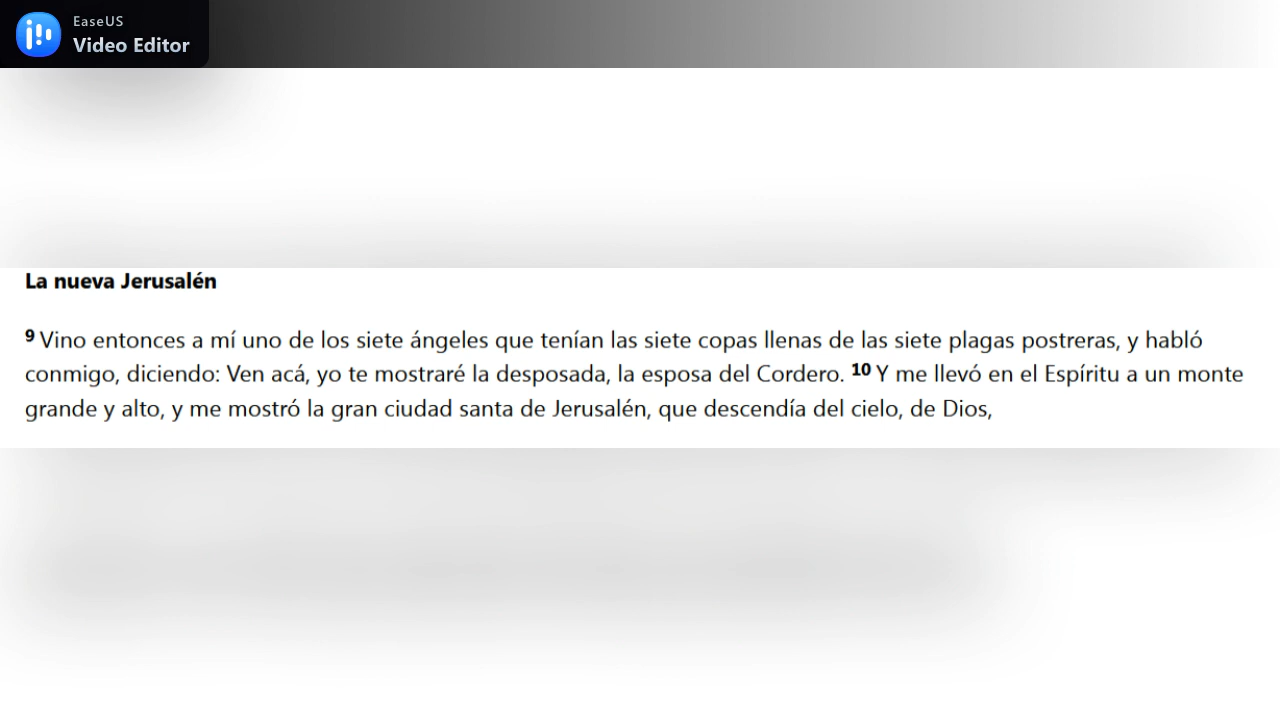 EaseUS
Video Editor
La nueva Jerusalén
9 Vino entonces a mí uno de los siete ángeles que tenían las siete copas llenas de las siete plagas postreras, y habló
conmigo, diciendo: Ven acá, yo te mostraré la desposada, la esposa del Cordero. 10 Y me llevó en el Espíritu a un monte
grande y alto, y me mostró la gran ciudad santa de Jerusalén, que descendía del cielo, de Dios,